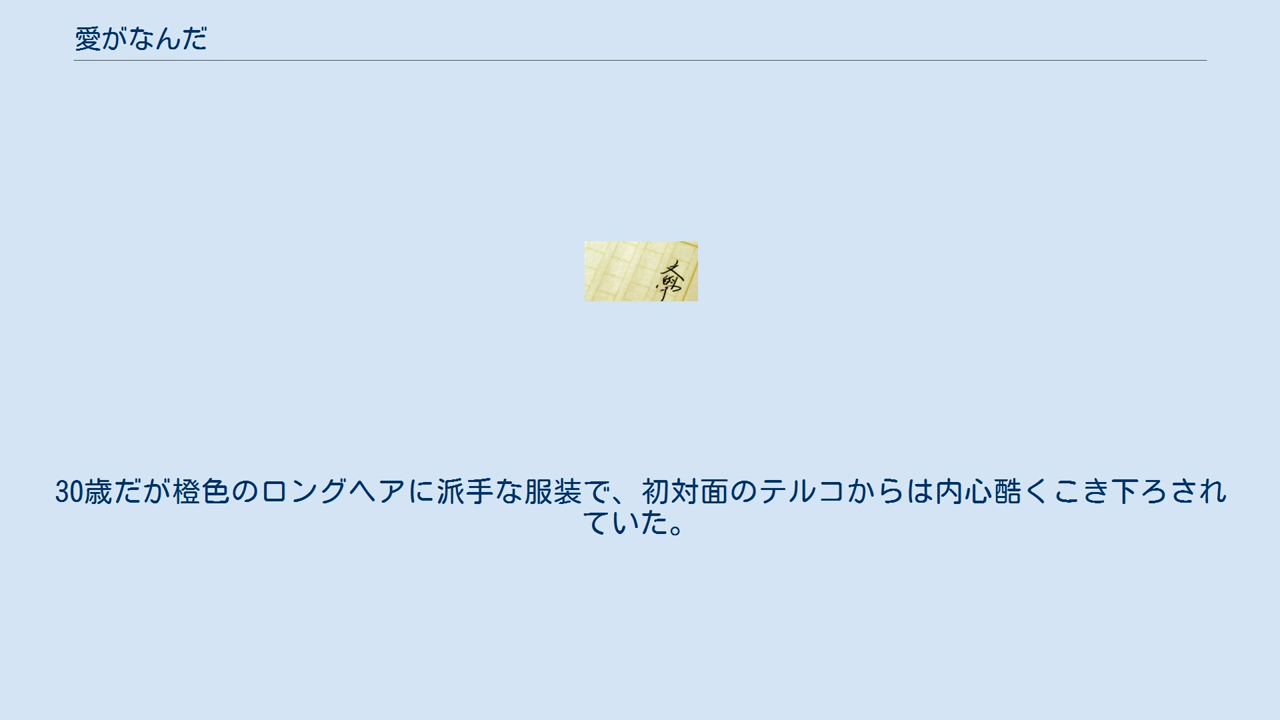 愛がなんだ
30歳だが橙色のロングヘアに派手な服装で、初対面のテルコからは内心酷くこき下ろされ
ていた。